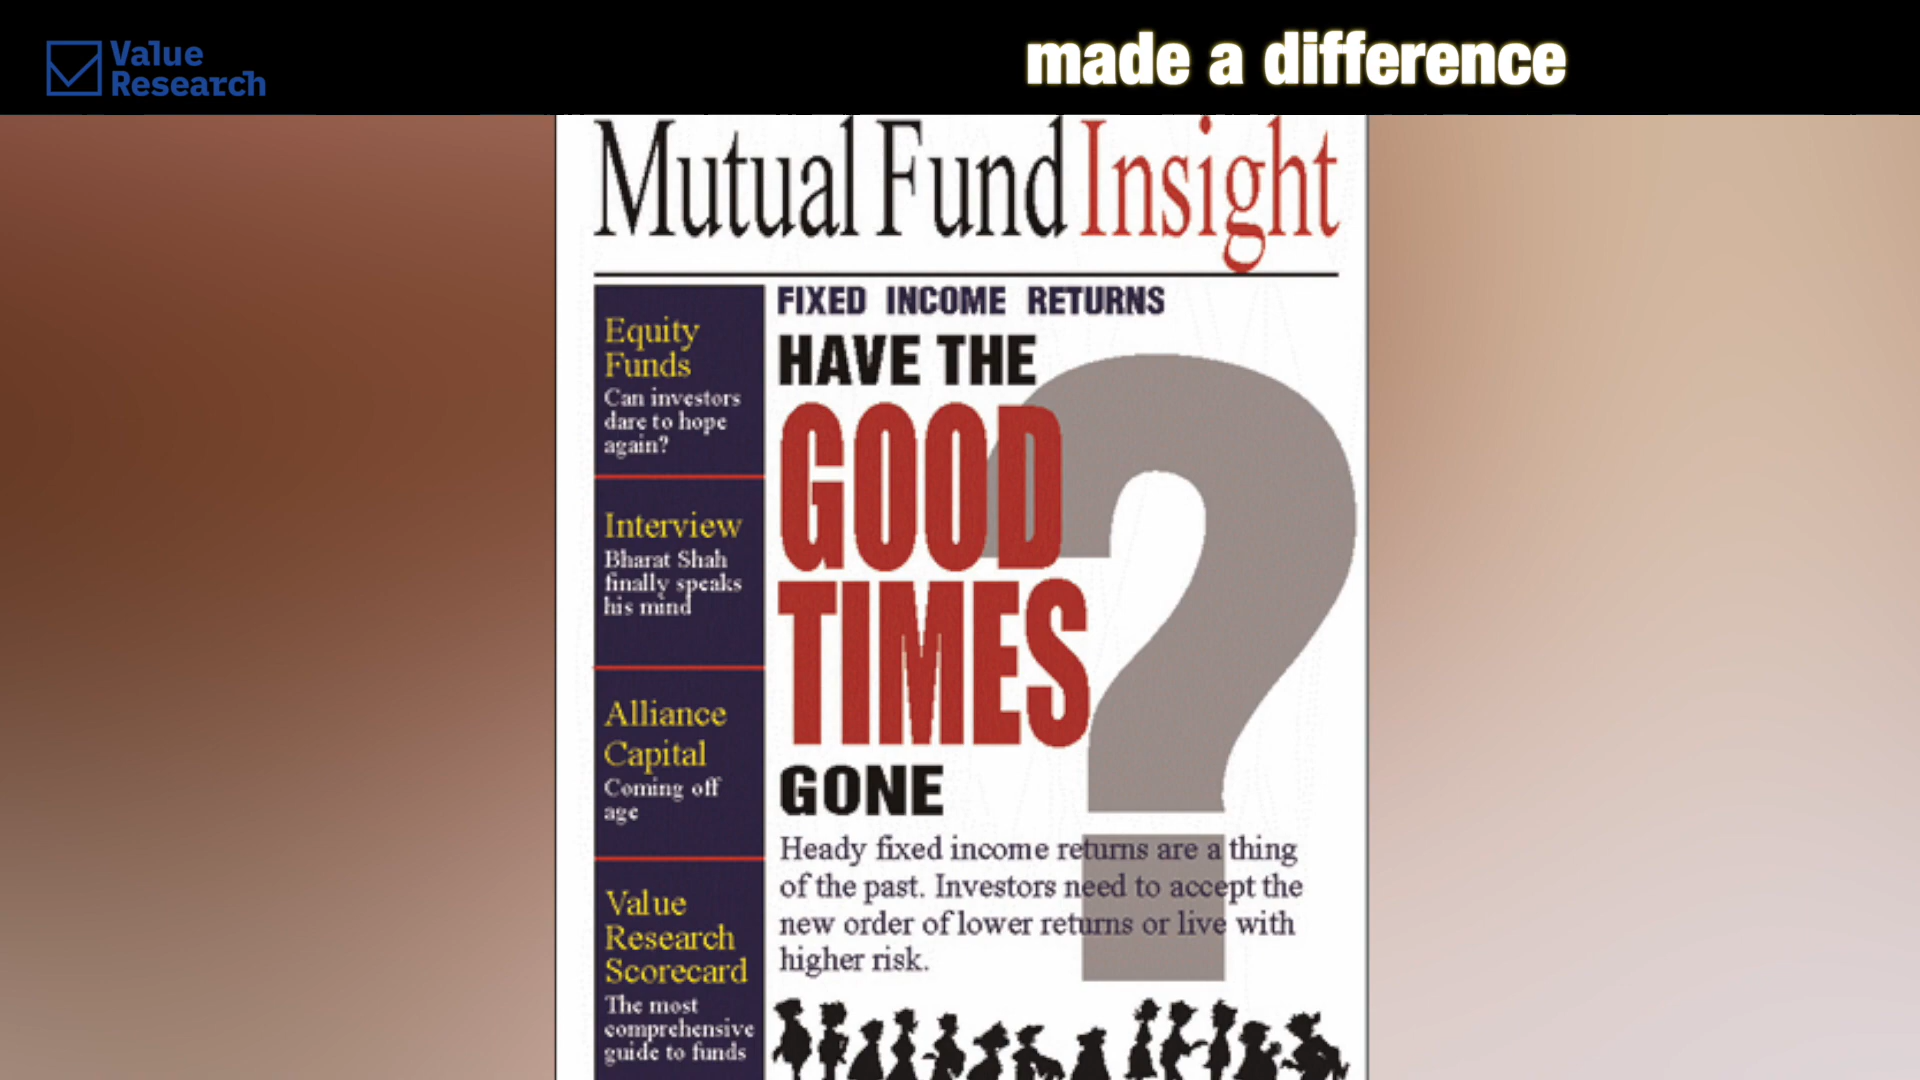 Value
Research
made a difference
Mutual Fund Insight
Equity
Funds
Can investors
dare to hope
again?
Interview
Bharat Shah
finally speaks
his mind
Alliance
Capital
Coming off
age
Value
Research
Scorecard
The most
comprehensive
guide to funds
FIXED INCOME RETURNS
HAVE THE
GOOD
TIMES
GONE
?
Heady fixed income returns are a thing
of the past. Investors need to accept the
new order of lower returns or live with
higher risk.